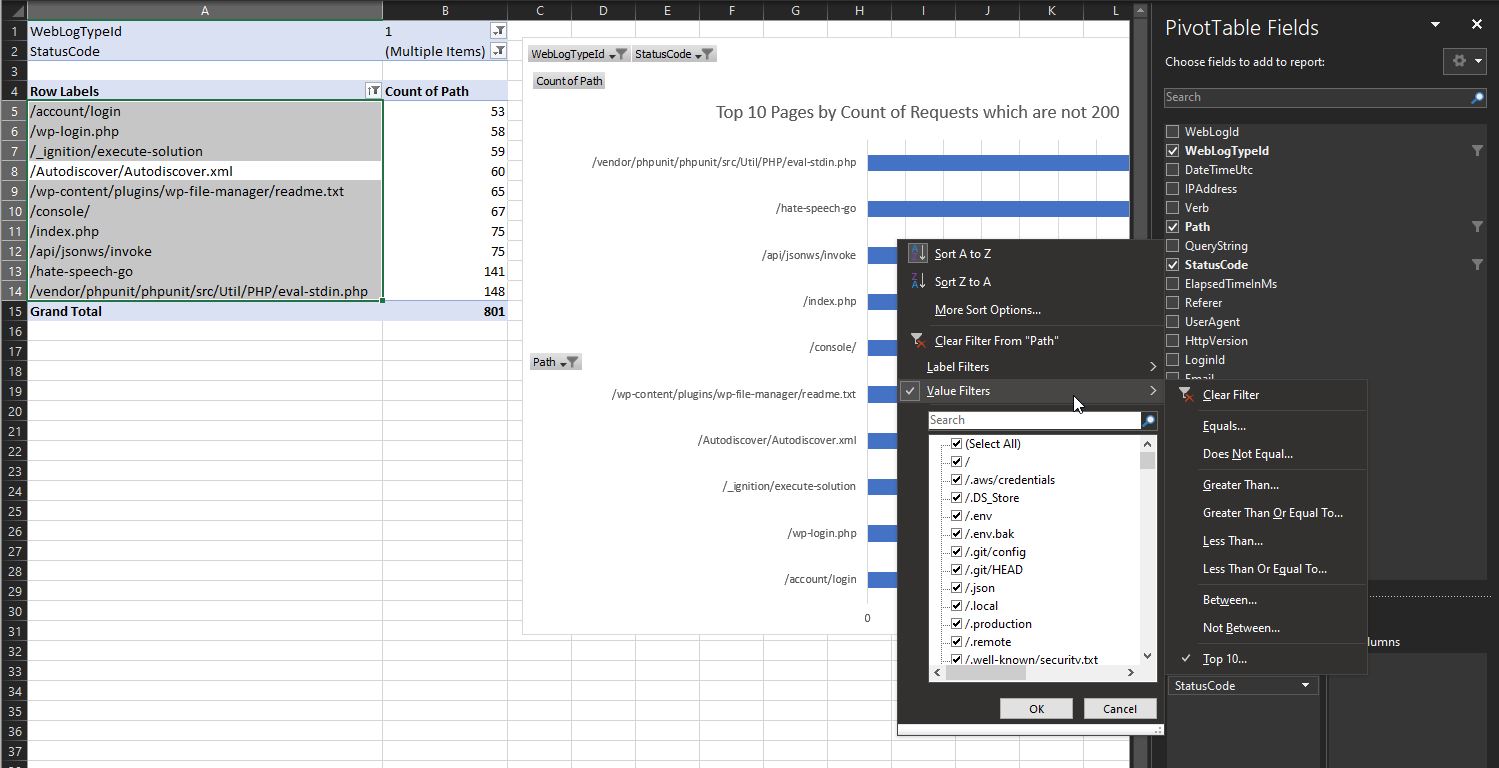 A B C D E F G H I J K L
1 WebLogTypeId 1
2 StatusCode (Multiple Items)
3
4 Row Labels Count of Path
5 /account/login 53
6 /wp-login.php 58
7 /_ignition/execute-solution 59
8 /Autodiscover/Autodiscover.xml 60
9 /wp-content/plugins/wp-file-manager/readme.txt 65
10 /console/ 67
11 /index.php 75
12 /api/jsonws/invoke 75
13 /hate-speech-go 141
14 /vendor/phpunit/phpunit/src/Util/PHP/eval-stdin.php 148
15 Grand Total 801
16
17
18
19
20
21
22
23
24
25
26
27
28
29
30
31
32
33
34
35
36
37
WebLogTypeId StatusCode
Count of Path
Top 10 Pages by Count of Requests which are not 200
/vendor/phpunit/phpunit/src/Util/PHP/eval-stdin.php
/hate-speech-go
/api/jsonws/invoke
/index.php
/console/
Path
/wp-content/plugins/wp-file-manager/readme.txt
/Autodiscover/Autodiscover.xml
/_ignition/execute-solution
/wp-login.php
/account/login
0
Sort A to Z
Sort Z to A
More Sort Options...
Clear Filter From "Path"
Label Filters
Value Filters
Search
(Select All)
/
/.aws/credentials
/.DS_Store
/.env
/.env.bak
/.git/config
/.git/HEAD
/.json
/.local
/.production
/.remote
/.well-known/security.txt
OK Cancel
PivotTable Fields
Choose fields to add to report:
Search
WebLogId
WebLogTypeId
DateTimeUtc
IPAddress
Verb
Path
QueryString
StatusCode
ElapsedTimeInMs
Referer
UserAgent
HttpVersion
LoginId
Email
Clear Filter
Equals...
Does Not Equal...
Greater Than...
Greater Than Or Equal To...
Less Than...
Less Than Or Equal To...
Between...
Not Between...
Top 10...
lumns
StatusCode